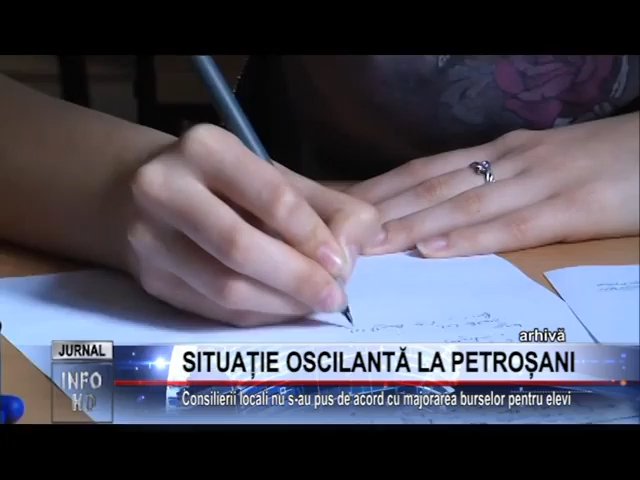 arhivă
JURNAL
INFO
HD
SITUAȚIE OSCILANTĂ LA PETROȘANI
Consilierii locali nu s-au pus de acord cu majorarea burselor pentru elevi